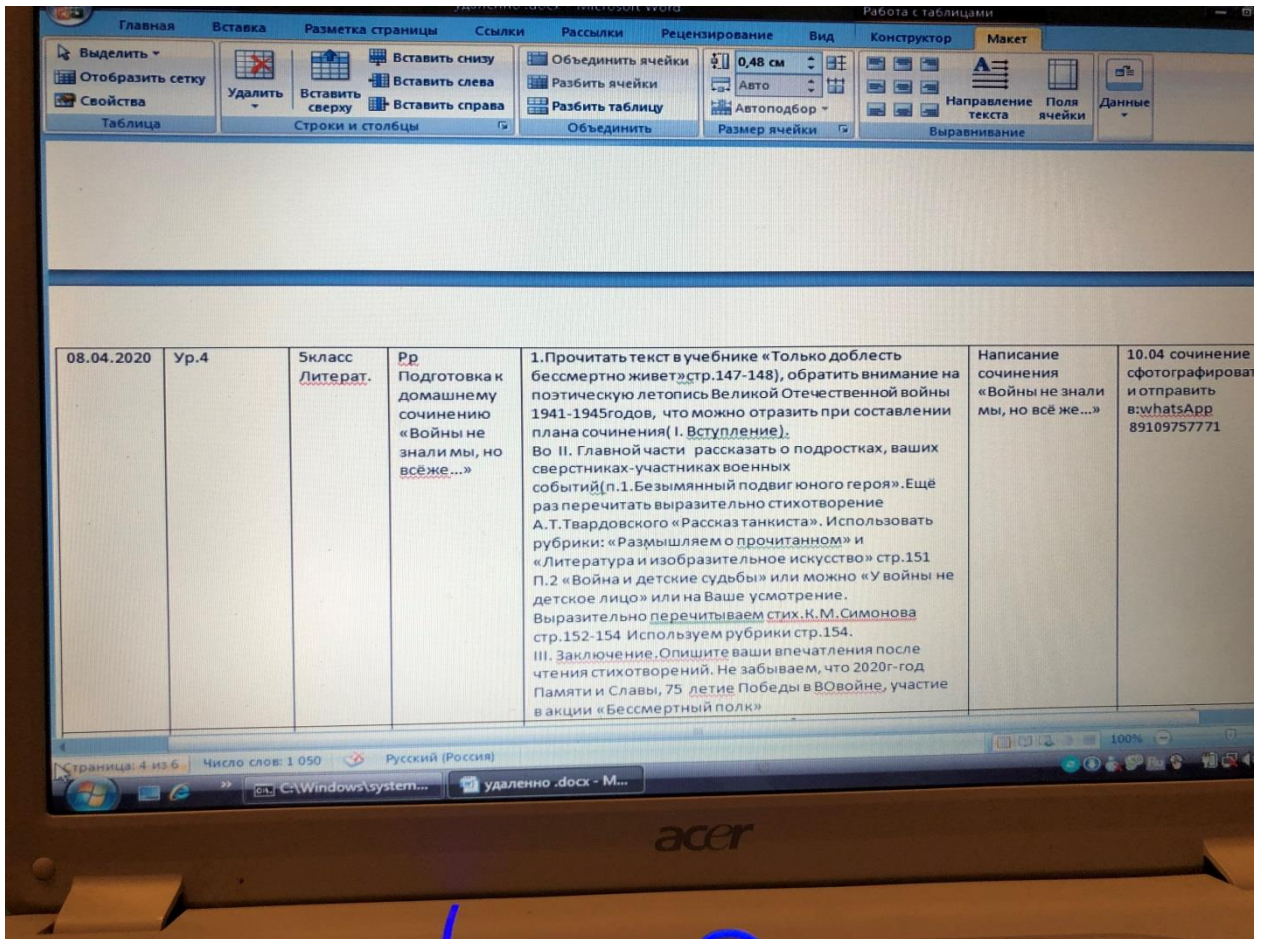 удаленно .docx - Microsoft Word
Работа с таблицами
Главная
Вставка
Разметка страницы
Ссылки
Рассылки
Рецензирование
Вид
Конструктор
Макет
Выделить
Отобразить сетку
Свойства
Таблица
Удалить
Вставить
сверху
Вставить снизу
Вставить слева
Вставить справа
Строки и столбцы
Объединить ячейки
Разбить ячейки
Разбить таблицу
Объединить
0,48 см
Авто
Автоподбор
Размер ячейки
Направление
текста
Поля
ячейки
Выравнивание
Данные
08.04.2020
Ур.4
5класс
Литерат.
Рр
Подготовка к
домашнему
сочинению
«Войны не
знали мы, но
всёже...»
1.Прочитать текст в учебнике «Только доблесть
бессмертно живет»стр.147-148), обратить внимание на
поэтическую летопись Великой Отечественной войны
1941-1945годов, что можно отразить при составлении
плана сочинения( I. Вступление).
Во II. Главной части рассказать о подростках, ваших
сверстниках-участниках военных
событий(п.1.Безымянный подвиг юного героя».Ещё
раз перечитать выразительно стихотворение
А.Т.Твардовского «Рассказ танкиста». Использовать
рубрики: «Размышляем о прочитанном» и
«Литература и изобразительное искусство» стр.151
П.2 «Война и детские судьбы» или можно «У войны не
детское лицо» или на Ваше усмотрение.
Выразительно перечитываем стих.К.М.Симонова
стр.152-154 Используем рубрики стр.154.
III. Заключение.Опишите ваши впечатления после
чтения стихотворений. Не забываем, что 2020г-год
Памяти и Славы, 75 летие Победы в ВОвойне, участие
в акции «Бессмертный полк»
Написание
сочинения
«Войны не знали
мы, но всё же...»
10.04 сочинение
сфотографироват
и отправить
в:whatsApp
89109757771
Страница: 4 из 6
Число слов: 1 050
Русский (Россия)
100%
C:\Windows\system...
удаленно .docx - M...
RU
acer